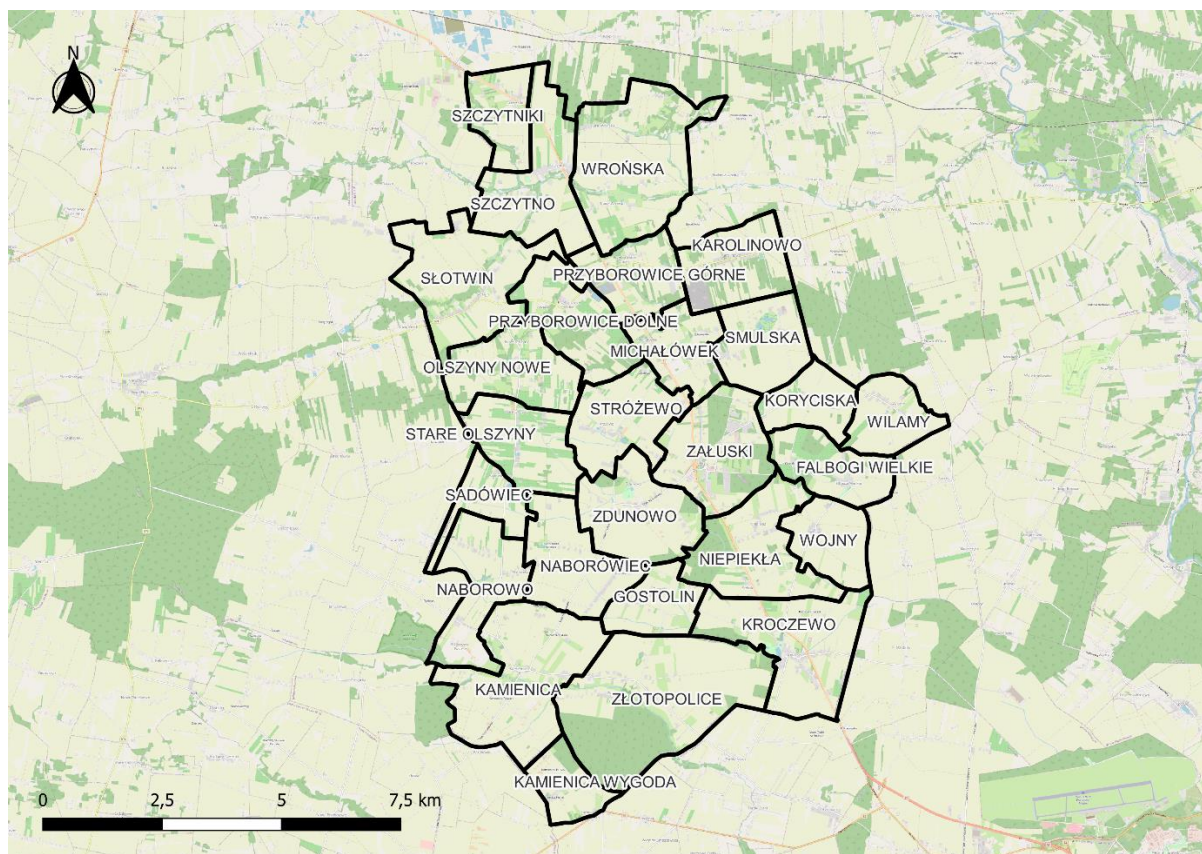 N
SZCZYTNIKI
WROŃSKA
SZCZYTNO
KAROLINOWO
SŁOTWIN
PRZYBOROWICE GÓRNE
PRZYBOROWICE DOLNE
SMULSKA
MICHAŁÓWEK
OLSZYNY NOWE
KORYCISKA
STRÓŻEWO
WILAMY
STARE OLSZYNY
ZAŁUSKI
FALBOGI WIELKIE
SADÓWIEC
ZDUNOWO
WOJNY
NIEPIEKŁA
NABORÓWIEC
NABOROWO
GOSTOLIN
KROCZEWO
KAMIENICA
ZŁOTOPOLICE
KAMIENICA WYGODA
0 2,5 5 7,5 km